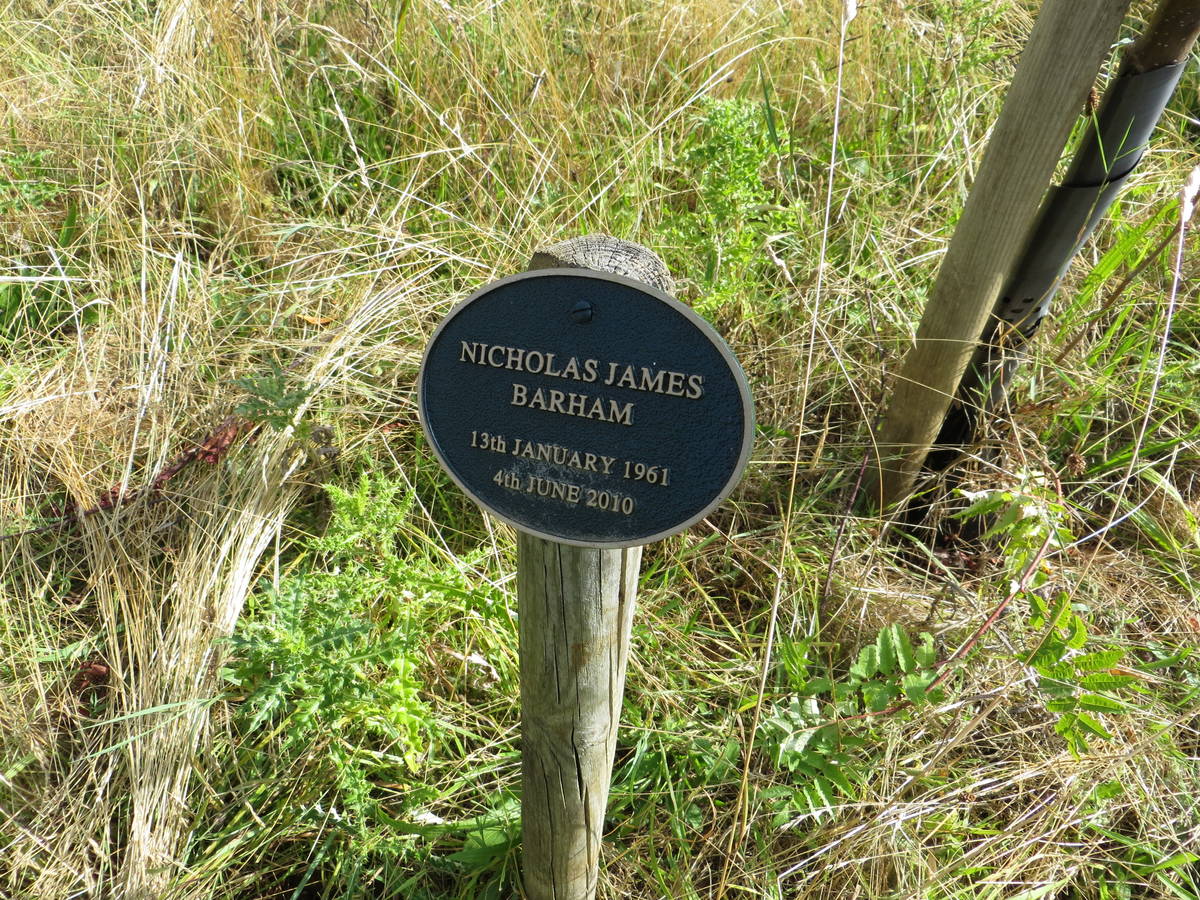 NICHOLAS JAMES
BARHAM
13th JANUARY 1961
4th JUNE 2010